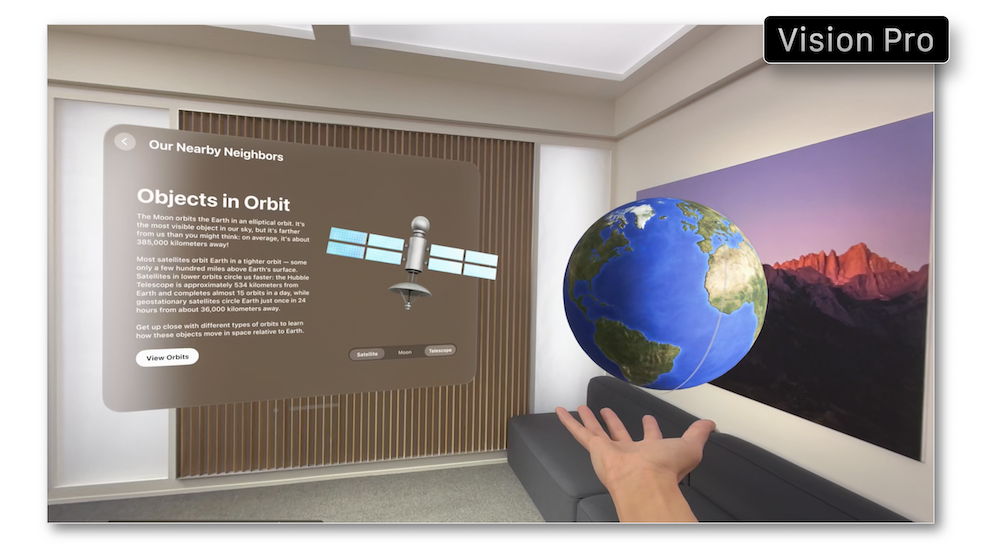 Vision Pro
Our Nearby Neighbors
Objects in Orbit
The Moon orbits the Earth in an elliptical orbit. It's
the most visible object in our sky, but it's farther
from us than you might think: on average, it's about
385,000 kilometers away!
Most satellites orbit Earth in a tighter orbit — some
only a few hundred miles above Earth's surface.
Satellites in lower orbits circle us faster: the Hubble
Telescope is approximately 534 kilometers from
Earth and completes almost 15 orbits in a day, while
geostationary satellites circle Earth just once in 24
hours from about 36,000 kilometers away.
Get up close with different types of orbits to learn
how these objects move in space relative to Earth.
View Orbits
Satellite Moon Telescope